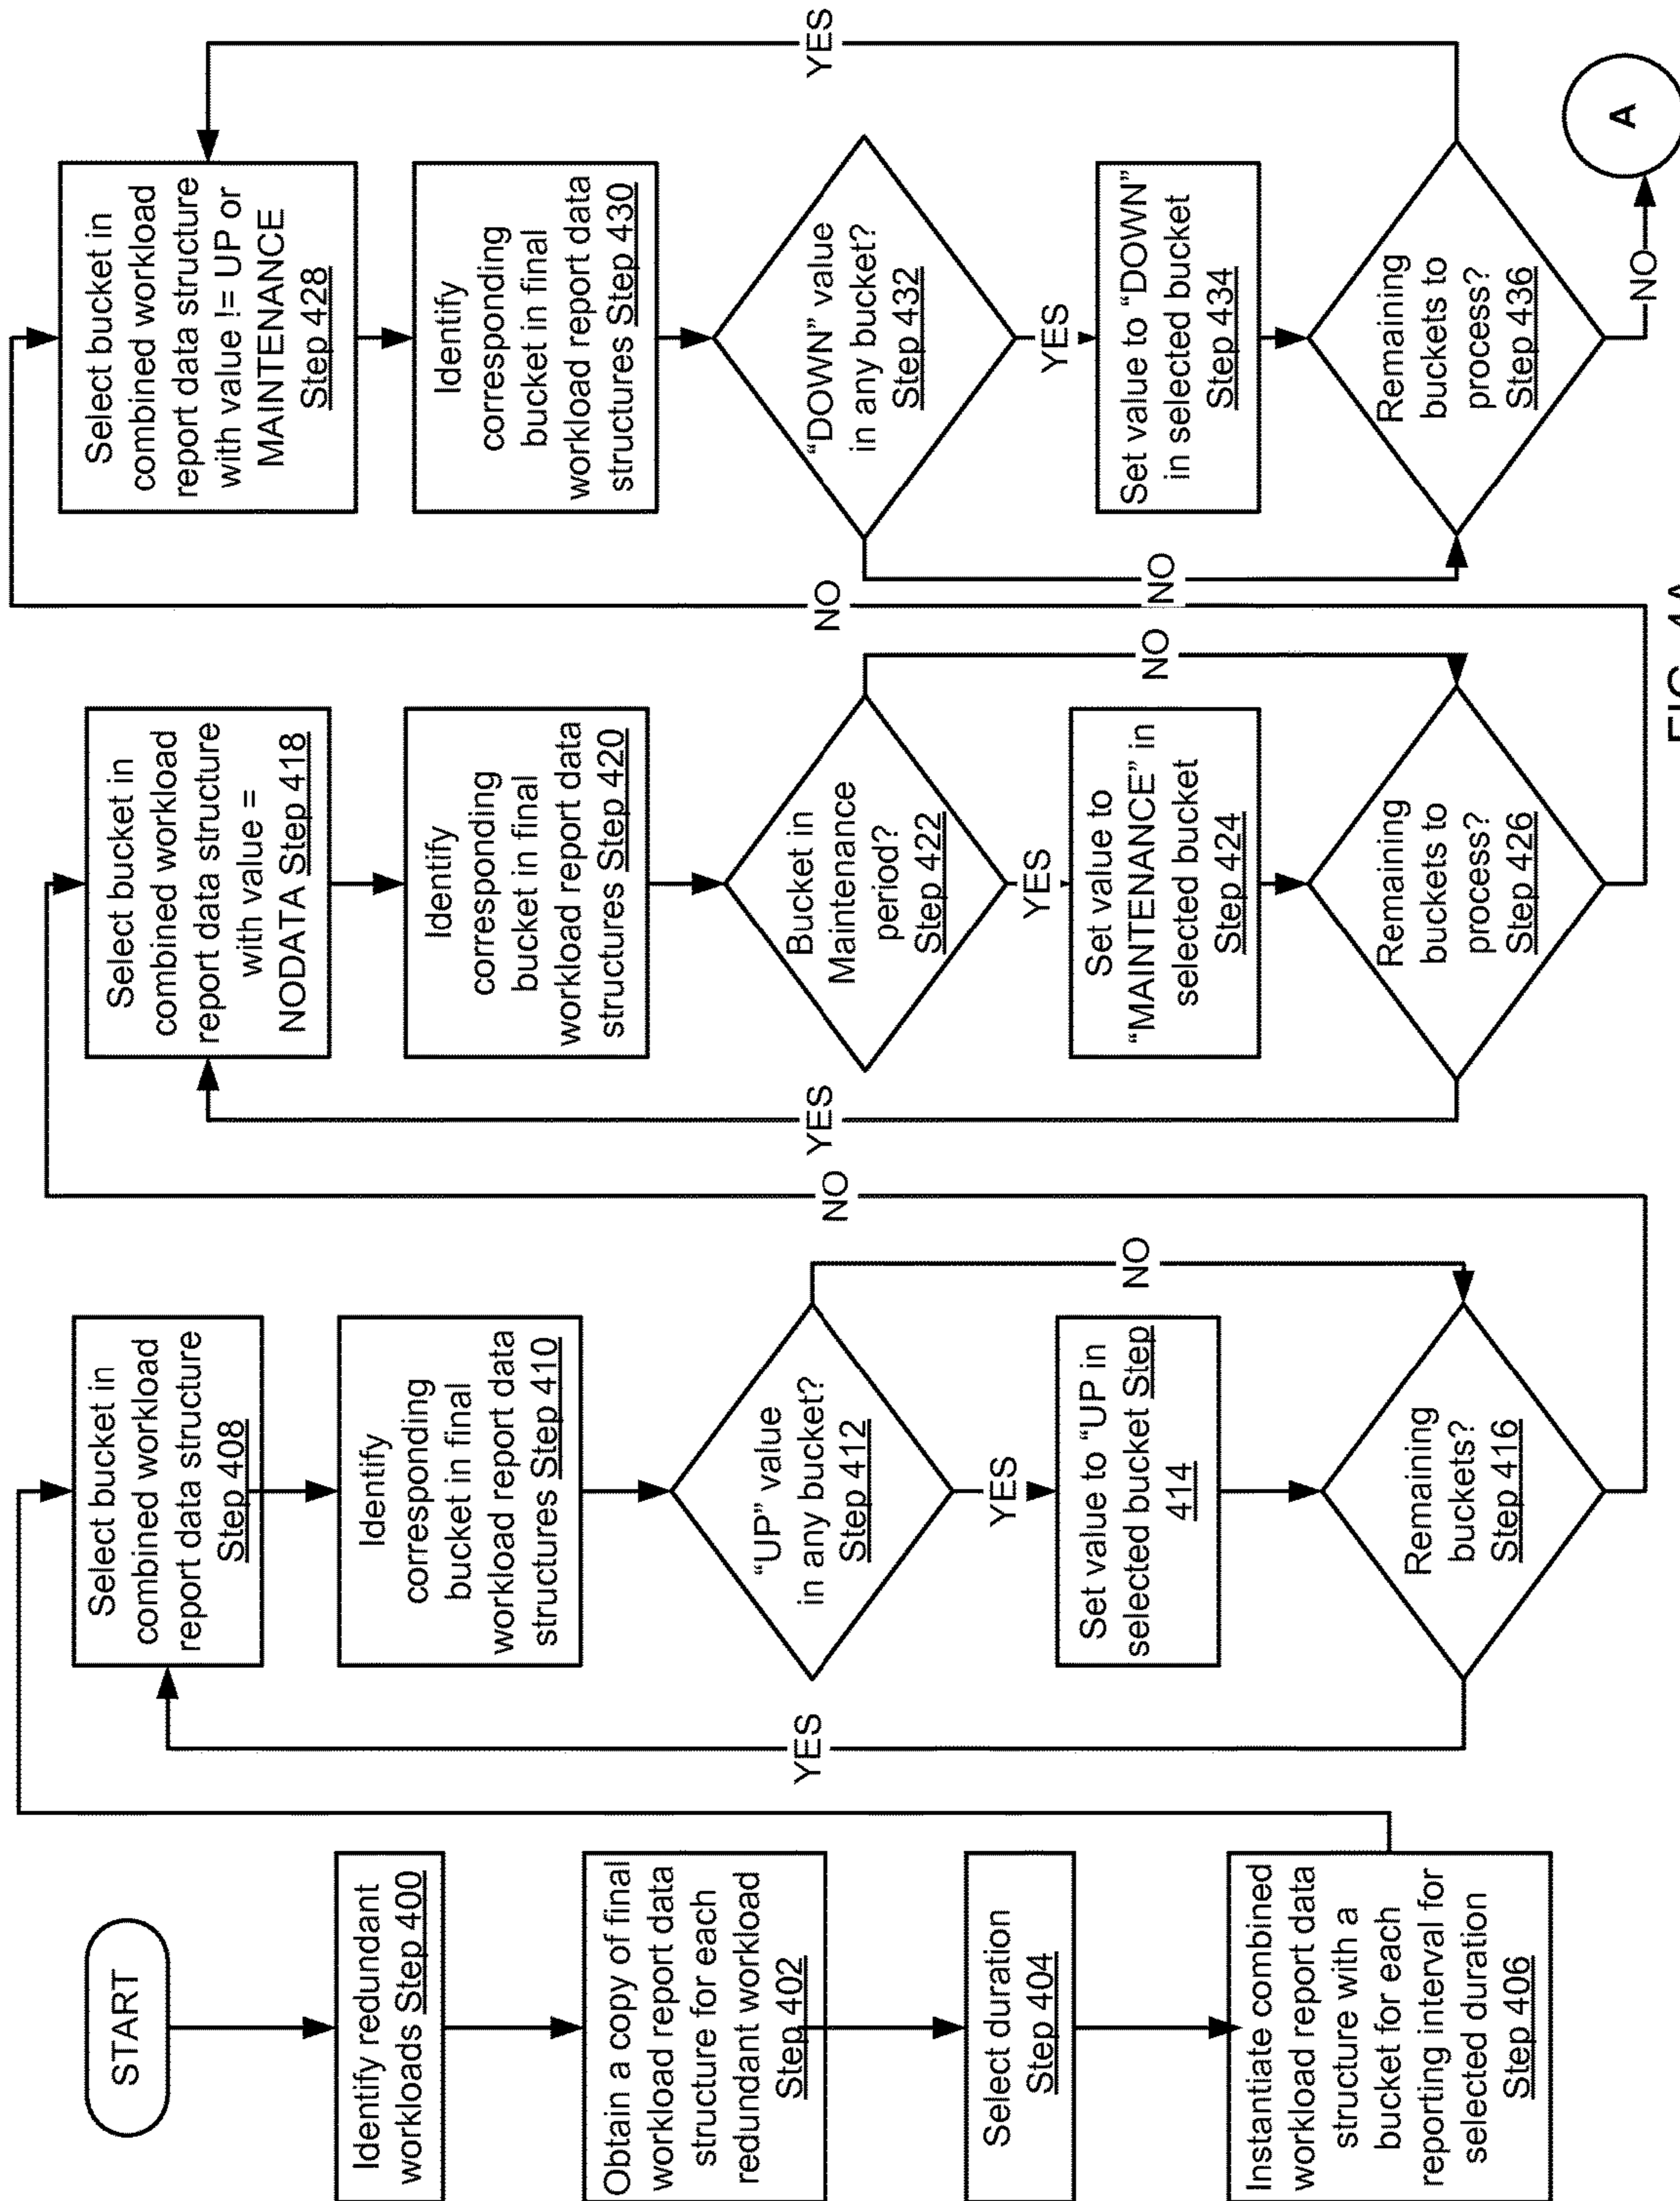 START
Identify redundant
workloads Step 400
Obtain a copy of final
workload report data
structure for each
redundant workload
Step 402
Select duration
Step 404
Instantiate combined
workload report data
structure with a
bucket for each
reporting interval for
selected duration
Step 406
Select bucket in
combined workload
report data structure
Step 408
Identify
corresponding
bucket in final
workload report data
structures Step 410
"UP" value
in any bucket?
Step 412
YES
NO
Set value to "UP in
selected bucket Step
414
Remaining
buckets?
Step 416
YES
NO
Select bucket in
combined workload
report data structure
with value =
NODATA Step 418
Identify
corresponding
bucket in final
workload report data
structures Step 420
Bucket in
Maintenance
period?
Step 422
YES
NO
Set value to
"MAINTENANCE" in
selected bucket
Step 424
Remaining
buckets to
process?
Step 426
YES
NO
Select bucket in
combined workload
report data structure
with value != UP or
MAINTENANCE
Step 428
Identify
corresponding
bucket in final
workload report data
structures Step 430
"DOWN" value
in any bucket?
Step 432
YES
NO
Set value to "DOWN"
in selected bucket
Step 434
Remaining
buckets to
process?
Step 436
YES
NO
A
FIG. 4A